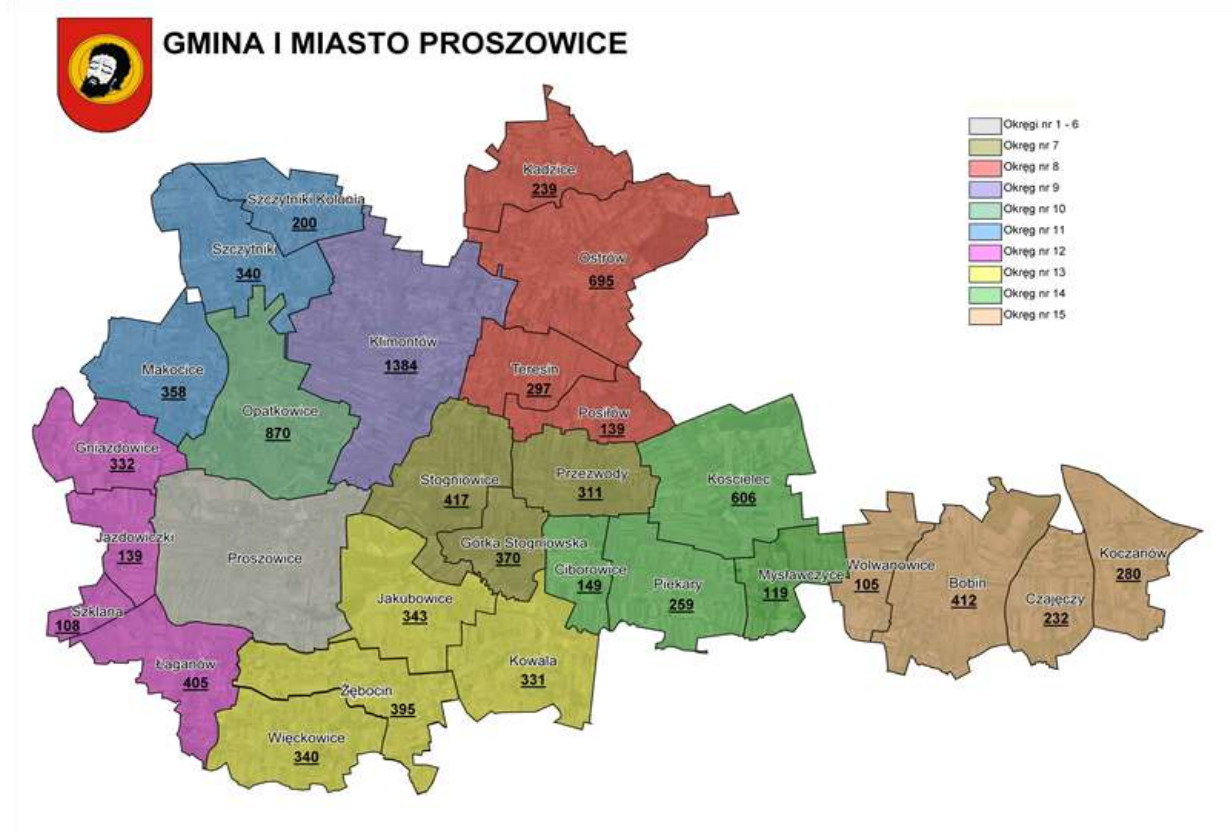 GMINA I MIASTO PROSZOWICE
Okręgi nr 1 - 6
Okręg nr 7
Okręg nr 8
Okręg nr 9
Okręg nr 10
Okręg nr 11
Okręg nr 12
Okręg nr 13
Okręg nr 14
Okręg nr 15
Kadzice
239
Szczytniki Kolonia
200
Szczytniki
340
Ostrów
695
Klimontów
1384
Makocice
358
Teresin
297
Opatkowice
870
Posiłów
139
Gniazdowice
332
Stogniowice
417
Przezwody
311
Kościelec
606
Jazdowiczki
139
Proszowice
Górka Stogniowska
370
Ciborowice
149
Piekary
259
Mysławczyce
119
Wolwanowice
105
Bobin
412
Czajęczy
232
Koczanów
280
Szklana
108
Jakubowice
343
Łaganów
405
Kowala
331
Żębocin
395
Więckowice
340